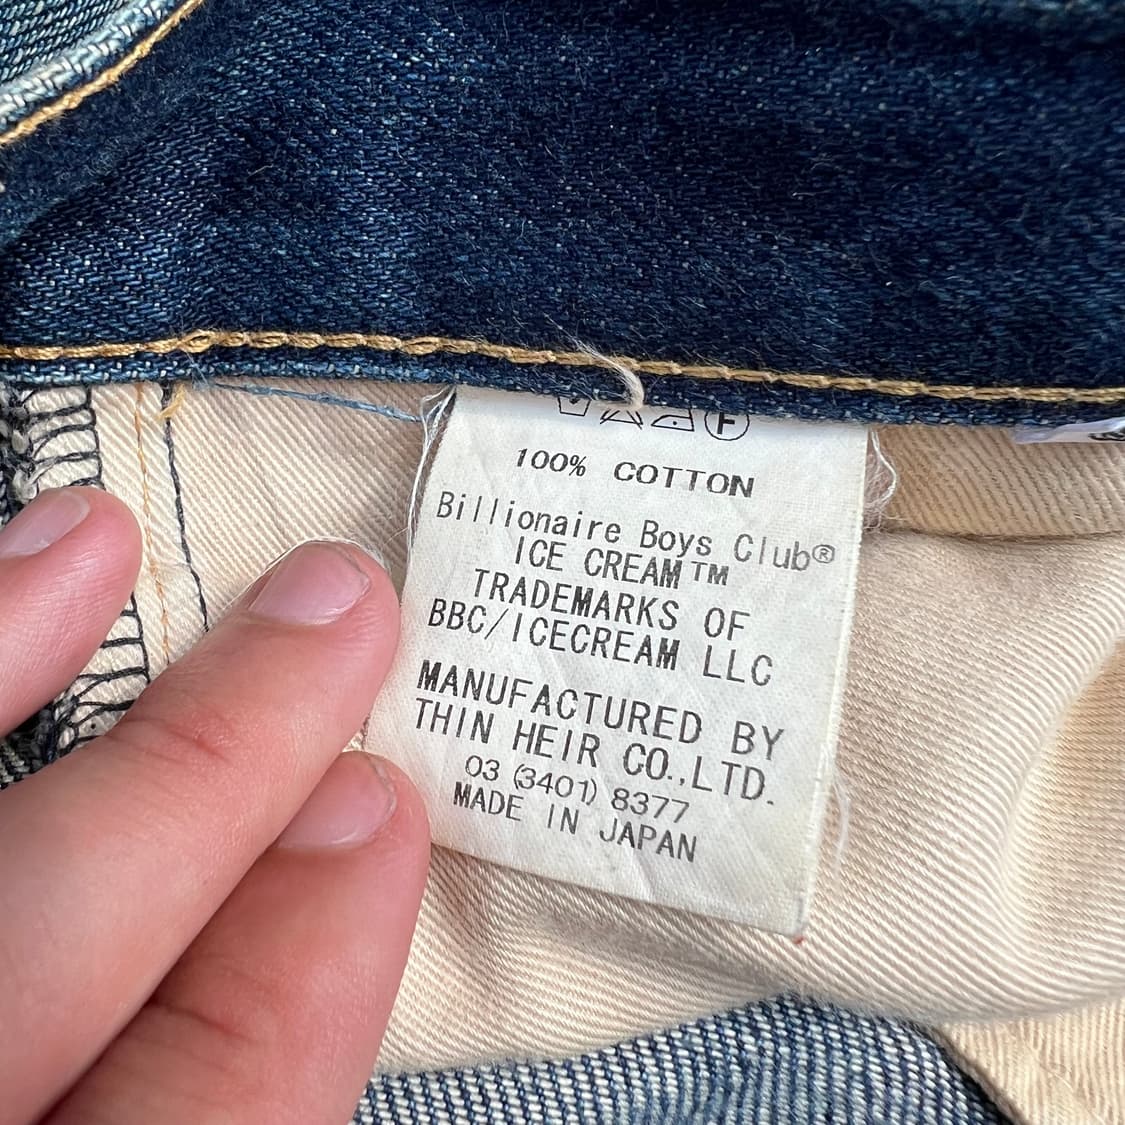 F
100% COTTON
Billionaire Boys Club®
ICE CREAM™
TRADEMARKS OF
BBC/ICECREAM LLC
MANUFACTURED BY
THIN HEIR CO.,LTD.
03 (3401) 8377
MADE IN JAPAN